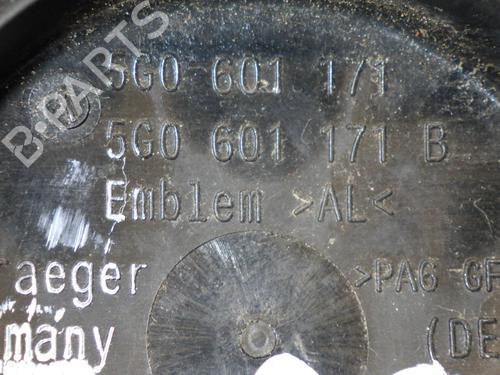 B-PARTS
5G0 601 171
5G0 601 171 B
Emblem >AL<
aeger >PA6-GF
many (DE